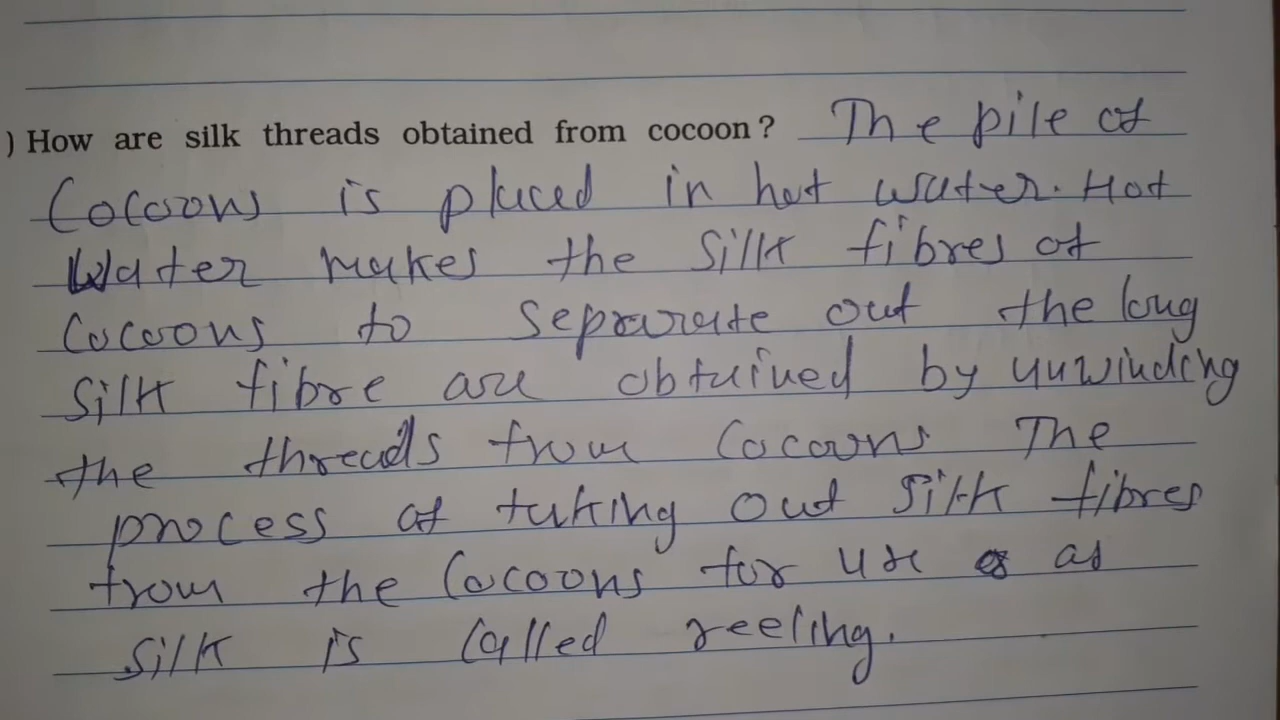 ) How are silk threads obtained from cocoon? The pile of
Cocoons is placed in hot water. Hot
Water makes the silk fibres of
Cocoons to separate out the long
silk fibre are obtained by unwinding
the threads from Cocoons The
process of taking out silk fibres
from the Cocoons for use as
silk is called reeling.